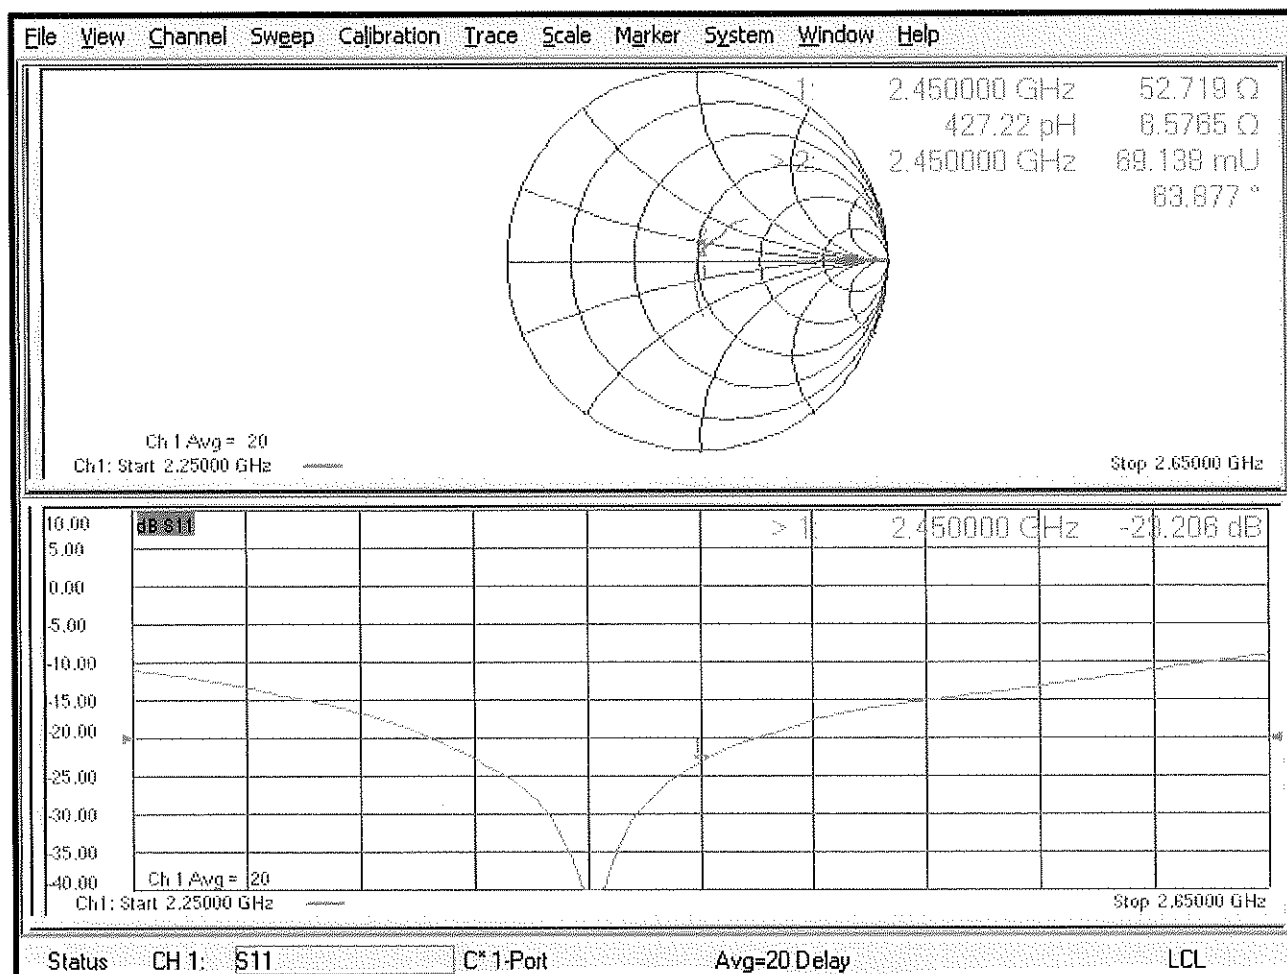 File View Channel Sweep Calibration Trace Scale Marker System Window Help
1: 2.450000 GHz 52.719 Ω
427.22 pH 6.5765 Ω
> 2: 2.450000 GHz 69.138 mU
63.877 °
Ch 1 Avg = 20
Ch1: Start 2.25000 GHz
Stop 2.65000 GHz
10.00
dB S11
> 1: 2.450000 GHz -23.206 dB
5.00
0.00
-5.00
-10.00
-15.00
-20.00
-25.00
-30.00
-35.00
-40.00
Ch 1 Avg = 20
Ch1: Start 2.25000 GHz
Stop 2.65000 GHz
Status CH 1: S11 C* 1-Port Avg=20 Delay LCL